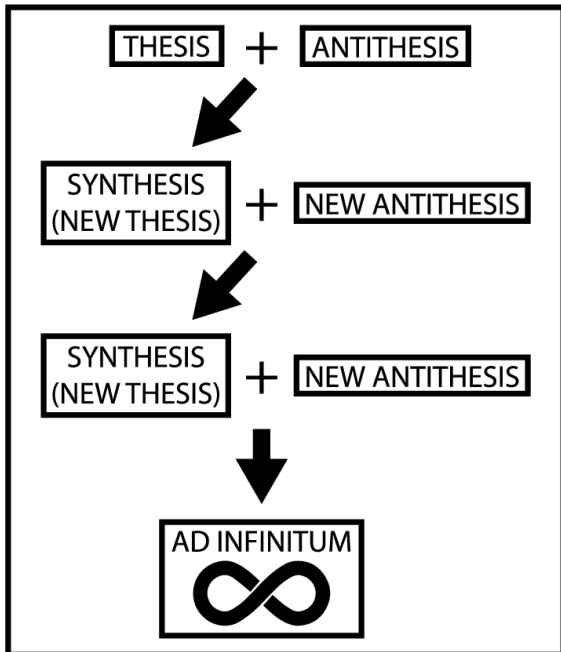 THESIS + ANTITHESIS
SYNTHESIS
(NEW THESIS) + NEW ANTITHESIS
SYNTHESIS
(NEW THESIS) + NEW ANTITHESIS
AD INFINITUM